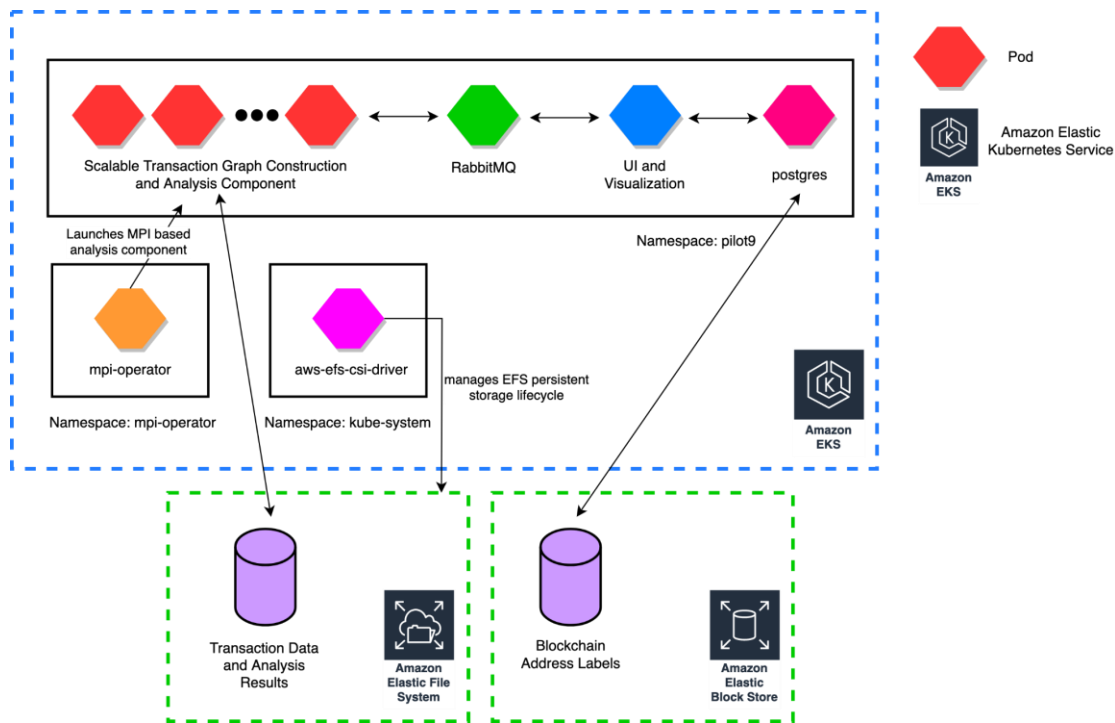 Pod
Amazon
EKS
Amazon Elastic
Kubernetes Service
Scalable Transaction Graph Construction
and Analysis Component
RabbitMQ
UI and
Visualization
postgres
Launches MPI based
analysis component
Namespace: pilot9
mpi-operator
aws-efs-csi-driver
manages EFS persistent
storage lifecycle
Namespace: mpi-operator
Namespace: kube-system
Amazon
EKS
Transaction Data
and Analysis
Results
Amazon
Elastic File
System
Blockchain
Address Labels
Amazon
Elastic
Block Store